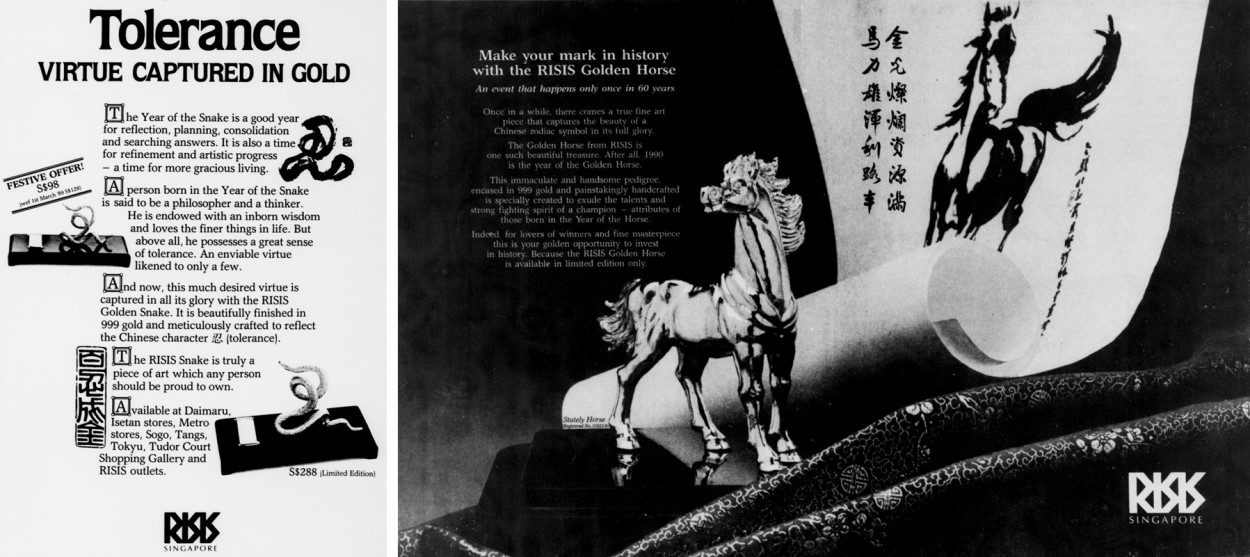 Tolerance
VIRTUE CAPTURED IN GOLD
The Year of the Snake is a good year
for reflection, planning, consolidation
and searching answers. It is also a time
for refinement and artistic progress
– a time for more gracious living.
忍
FESTIVE OFFER!
S$98
(wef 1st March '89 S$128)
A person born in the Year of the Snake
is said to be a philosopher and a thinker.
He is endowed with an inborn wisdom
and loves the finer things in life. But
above all, he possesses a great sense
of tolerance. An enviable virtue
likened to only a few.
And now, this much desired virtue is
captured in all its glory with the RISIS
Golden Snake. It is beautifully finished in
999 gold and meticulously crafted to reflect
the Chinese character 忍 (tolerance).
The RISIS Snake is truly a
piece of art which any person
should be proud to own.
Available at Daimaru,
Isetan stores, Metro
stores, Sogo, Tangs,
Tokyu, Tudor Court
Shopping Gallery and
RISIS outlets.
百忍成金
S$288 (Limited Edition)
RISIS
SINGAPORE
Make your mark in history
with the RISIS Golden Horse
An event that happens only once in 60 years
Once in a while, there comes a true fine art
piece that captures the beauty of a
Chinese zodiac symbol in its full glory.
The Golden Horse from RISIS is
one such beautiful treasure. After all, 1990
is the year of the Golden Horse.
This immaculate and handsome pedigree,
encased in 999 gold and painstakingly handcrafted
is specially created to exude the talents and
strong fighting spirit of a champion – attributes of
those born in the Year of the Horse.
Indeed, for lovers of winners and fine masterpiece
this is your golden opportunity to invest
in history. Because the RISIS Golden Horse
is available in limited edition only.
金光燦爛資源滿
馬力雄渾利路亨
Stately Horse
RISIS
SINGAPORE